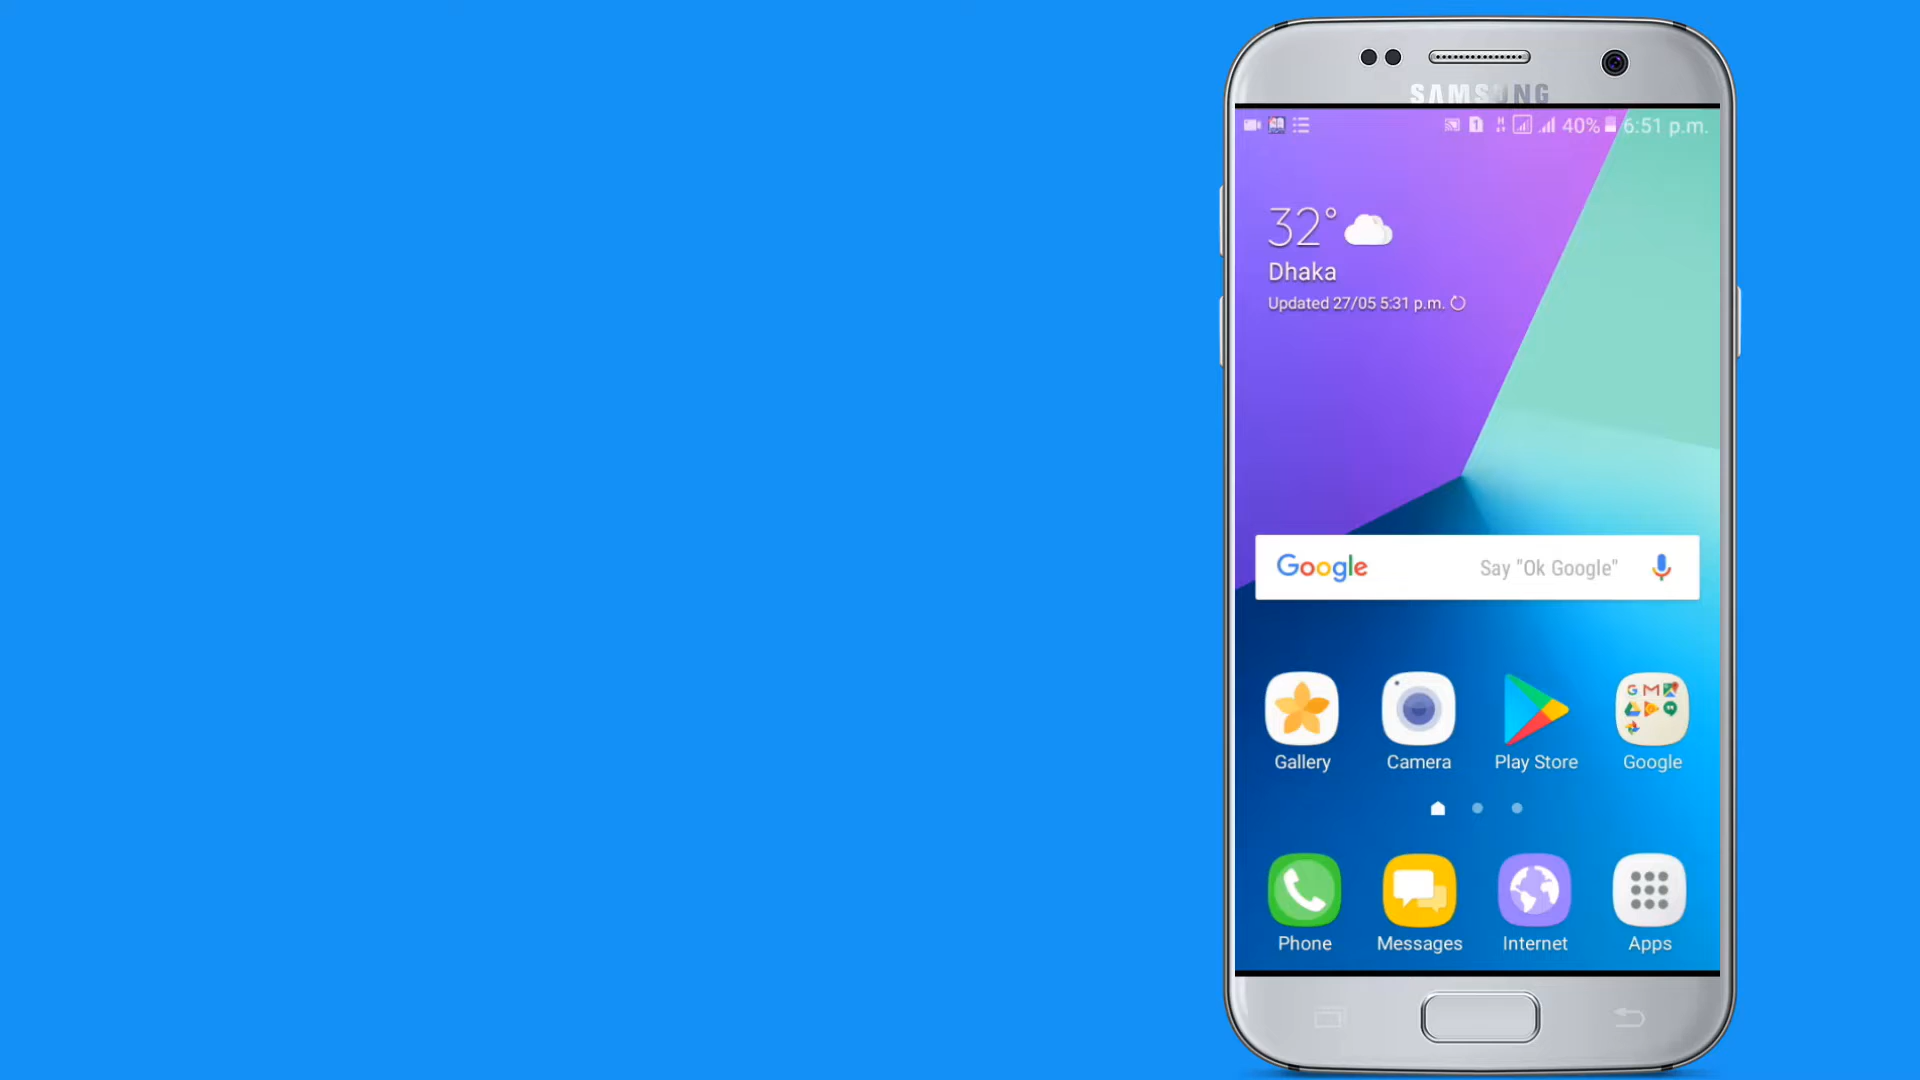 SAMSUNG
1 40% 6:51 p.m.
32°
Dhaka
Updated 27/05 5:31 p.m.
Google Say "Ok Google"
Gallery Camera Play Store Google
Phone Messages Internet Apps